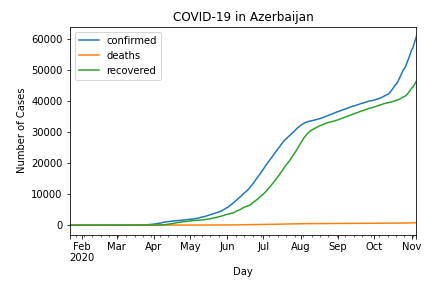 COVID-19 in Azerbaijan
confirmed
deaths
recovered
Number of Cases
60000
50000
40000
30000
20000
10000
0
Feb Mar Apr May Jun Jul Aug Sep Oct Nov
2020
Day